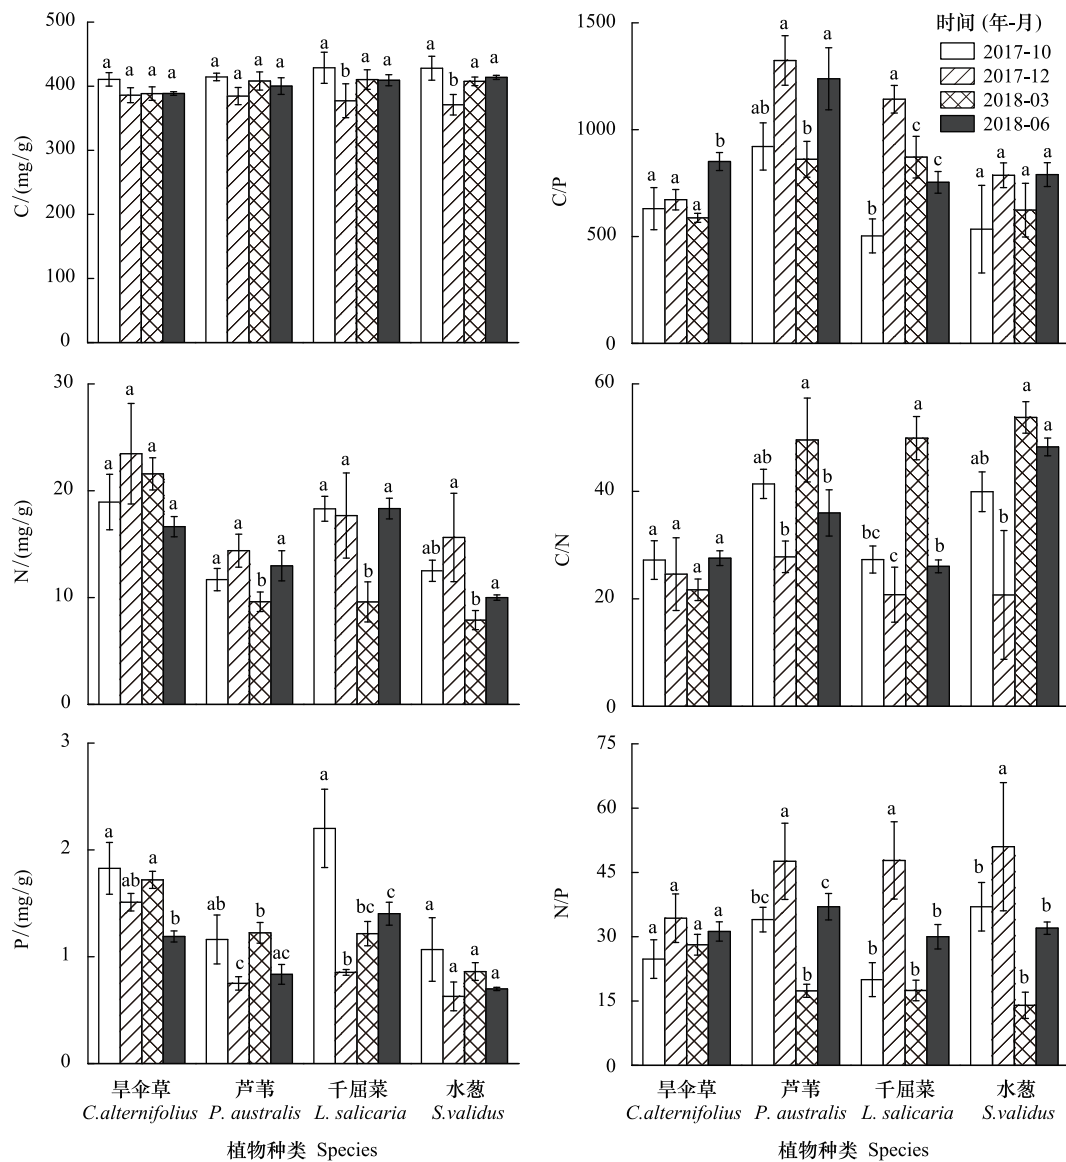 500
400
300
200
100
0
C/(mg/g)
a a a a a a a a a b a a a b a a
1500
1000
500
0
C/P
a a a b ab a a a b a c c a a a a
时间 (年-月)
2017-10
2017-12
2018-03
2018-06
30
20
10
0
N/(mg/g)
a a a a a a b a a a b a ab a b a
60
40
20
0
C/N
a a a a ab b a b bc c a b ab b a a
3
2
1
0
P/(mg/g)
a ab a b ab c b ac a b bc c a a a a
75
60
45
30
15
0
N/P
a a a a bc a b c b a b b b a c b
旱伞草 芦苇 千屈菜 水葱
C.alternifolius P. australis L. salicaria S.validus
植物种类 Species
旱伞草 芦苇 千屈菜 水葱
C.alternifolius P. australis L. salicaria S.validus
植物种类 Species